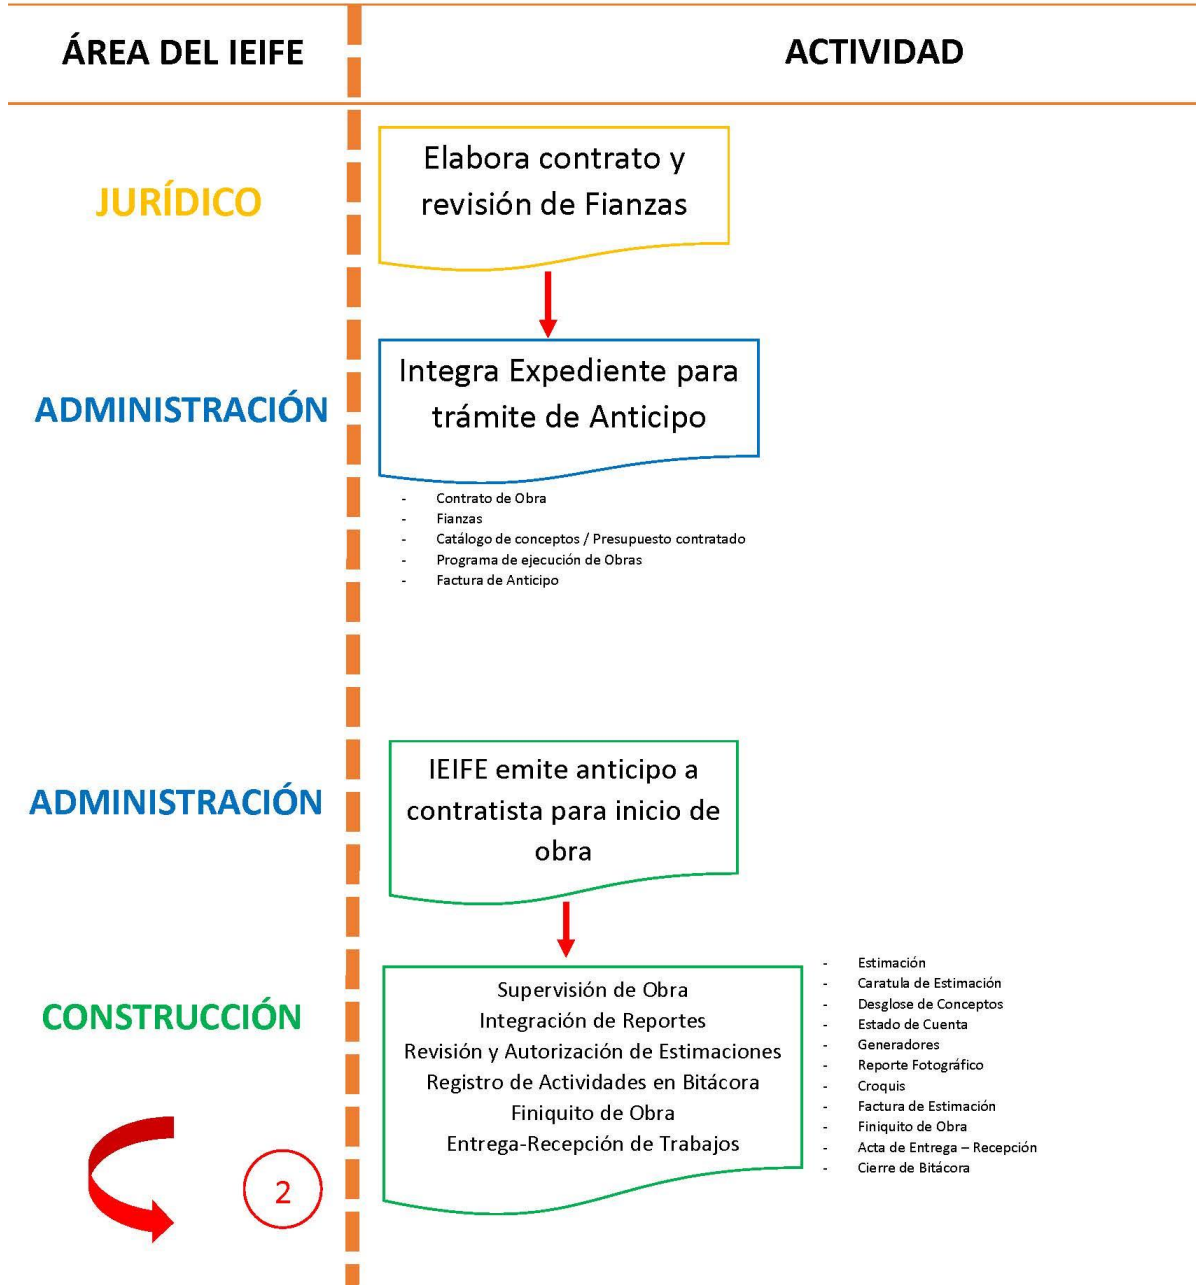 ÁREA DEL IEIFE
ACTIVIDAD
JURÍDICO
Elabora contrato y
revisión de Fianzas
ADMINISTRACIÓN
Integra Expediente para
trámite de Anticipo
- Contrato de Obra
- Fianzas
- Catálogo de conceptos / Presupuesto contratado
- Programa de ejecución de Obras
- Factura de Anticipo
ADMINISTRACIÓN
IEIFE emite anticipo a
contratista para inicio de
obra
CONSTRUCCIÓN
Supervisión de Obra
Integración de Reportes
Revisión y Autorización de Estimaciones
Registro de Actividades en Bitácora
Finiquito de Obra
Entrega-Recepción de Trabajos
- Estimación
- Caratula de Estimación
- Desglose de Conceptos
- Estado de Cuenta
- Generadores
- Reporte Fotográfico
- Croquis
- Factura de Estimación
- Finiquito de Obra
- Acta de Entrega – Recepción
- Cierre de Bitácora
2